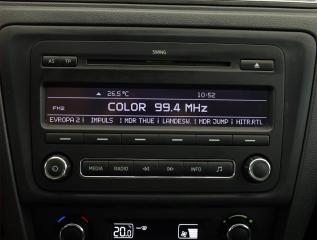 SWING
AS TP
26.5°C 10:52
FM2 COLOR 99.4 MHz
EVROPA 2 IMPULS MDR THUE LANDESW. MDR JUMP HITR.RTL
MEDIA RADIO INFO
20.0